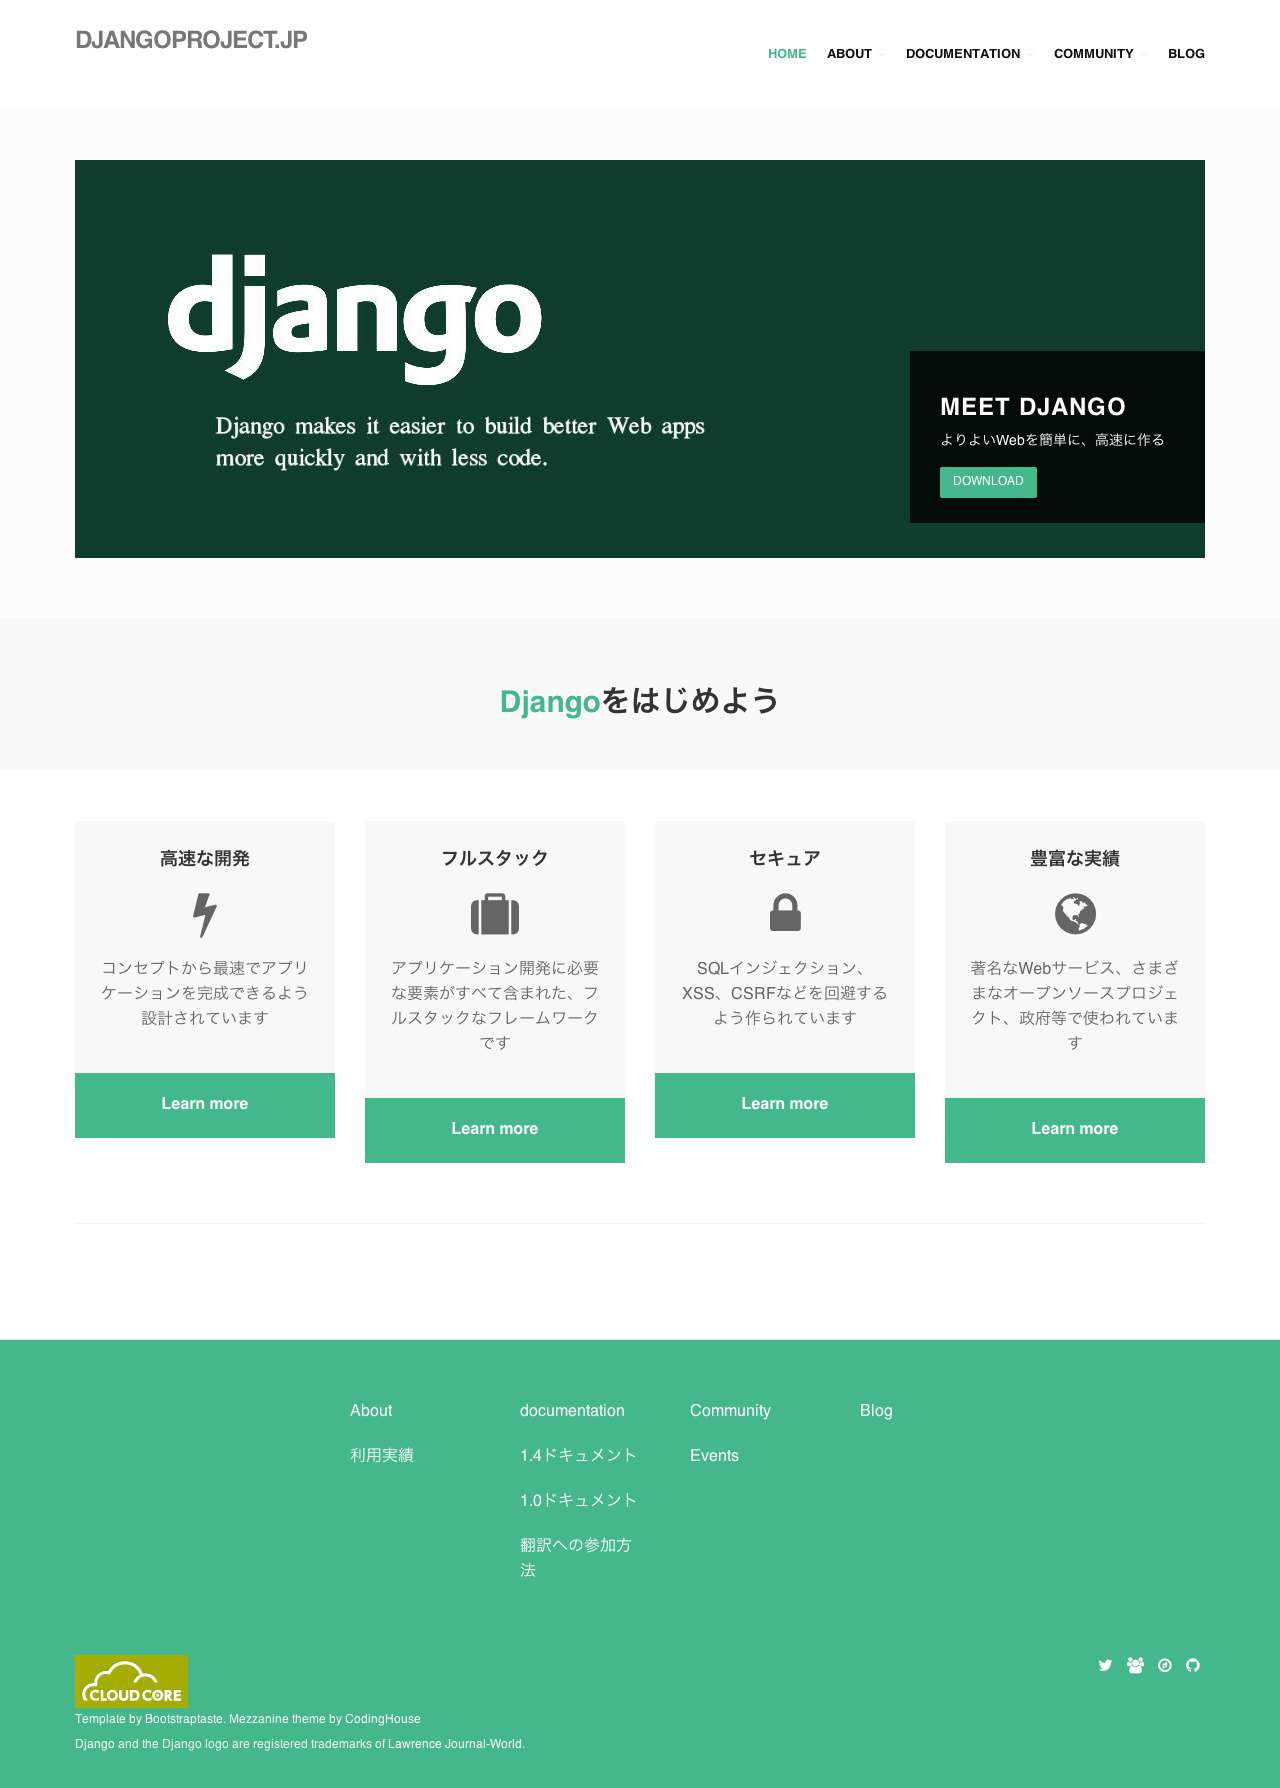 DJANGOPROJECT.JP
HOME ABOUT DOCUMENTATION COMMUNITY BLOG
django
Django makes it easier to build better Web apps
more quickly and with less code.
MEET DJANGO
よりよいWebを簡単に、高速に作る
DOWNLOAD
Djangoをはじめよう
高速な開発
コンセプトから最速でアプリ
ケーションを完成できるよう
設計されています
Learn more
フルスタック
アプリケーション開発に必要
な要素がすべて含まれた、フ
ルスタックなフレームワーク
です
Learn more
セキュア
SQLインジェクション、
XSS、CSRFなどを回避する
よう作られています
Learn more
豊富な実績
著名なWebサービス、さまざ
まなオープンソースプロジェ
クト、政府等で使われていま
す
Learn more
About
利用実績
documentation
1.4ドキュメント
1.0ドキュメント
翻訳への参加方
法
Community
Events
Blog
CLOUD CORE
Template by Bootstraptaste. Mezzanine theme by CodingHouse
Django and the Django logo are registered trademarks of Lawrence Journal-World.